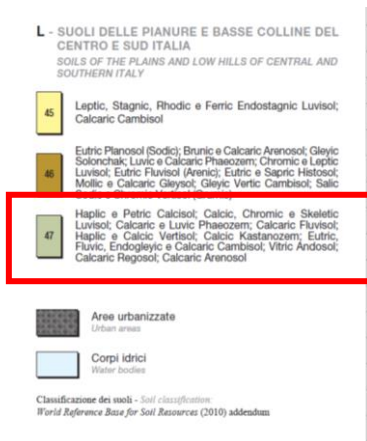 L - SUOLI DELLE PIANURE E BASSE COLLINE DEL
CENTRO E SUD ITALIA
SOILS OF THE PLAINS AND LOW HILLS OF CENTRAL AND
SOUTHERN ITALY
45
Leptic, Stagnic, Rhodic e Ferric Endostagnic Luvisol;
Calcaric Cambisol
46
Eutric Planosol (Sodic); Brunic e Calcaric Arenosol; Gleyic
Solonchak; Luvic e Calcaric Phaeozem; Chromic e Leptic
Luvisol; Eutric Fluvisol (Arenic); Eutric e Sapric Histosol;
Mollic e Calcaric Gleysol; Gleyic Vertic Cambisol; Salic
47
Haplic e Petric Calcisol; Calcic, Chromic e Skeletic
Luvisol; Calcaric e Luvic Phaeozem; Calcaric Fluvisol;
Haplic e Calcic Vertisol; Calcic Kastanozem; Eutric,
Fluvic, Endogleyic e Calcaric Cambisol; Vitric Andosol;
Calcaric Regosol; Calcaric Arenosol
Aree urbanizzate
Urban areas
Corpi idrici
Water bodies
Classificazione dei suoli - Soil classification:
World Reference Base for Soil Resources (2010) addendum